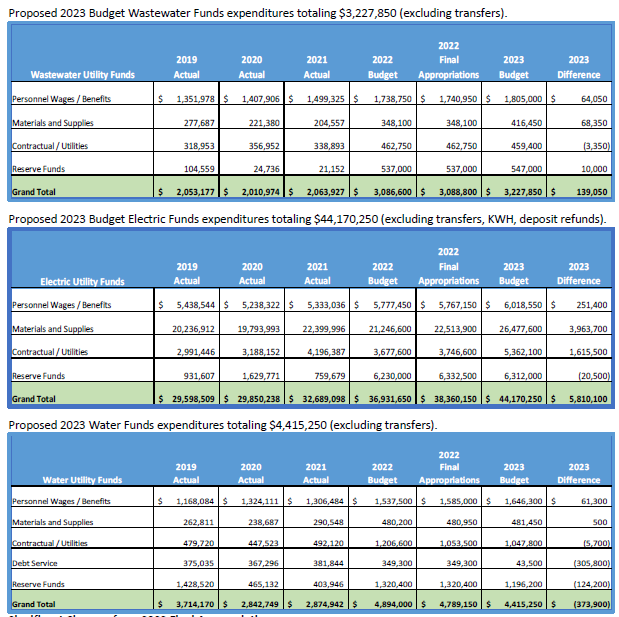 Proposed 2023 Budget Wastewater Funds expenditures totaling $3,227,850 (excluding transfers).
Wastewater Utility Funds 2019 Actual 2020 Actual 2021 Actual 2022 Budget 2022 Final Appropriations 2023 Budget 2023 Difference
Personnel Wages / Benefits $ 1,351,978 $ 1,407,906 $ 1,499,325 $ 1,738,750 $ 1,740,950 $ 1,805,000 $ 64,050
Materials and Supplies 277,687 221,380 204,557 348,100 348,100 416,450 68,350
Contractual / Utilities 318,953 356,952 338,893 462,750 462,750 459,400 (3,350)
Reserve Funds 104,559 24,736 21,152 537,000 537,000 547,000 10,000
Grand Total $ 2,053,177 $ 2,010,974 $ 2,063,927 $ 3,086,600 $ 3,088,800 $ 3,227,850 $ 139,050
Proposed 2023 Budget Electric Funds expenditures totaling $44,170,250 (excluding transfers, KWH, deposit refunds).
Electric Utility Funds 2019 Actual 2020 Actual 2021 Actual 2022 Budget 2022 Final Appropriations 2023 Budget 2023 Difference
Personnel Wages / Benefits $ 5,438,544 $ 5,238,322 $ 5,333,036 $ 5,777,450 $ 5,767,150 $ 6,018,550 $ 251,400
Materials and Supplies 20,236,912 19,793,993 22,399,996 21,246,600 22,513,900 26,477,600 3,963,700
Contractual / Utilities 2,991,446 3,188,152 4,196,387 3,677,600 3,746,600 5,362,100 1,615,500
Reserve Funds 931,607 1,629,771 759,679 6,230,000 6,332,500 6,312,000 (20,500)
Grand Total $ 29,598,509 $ 29,850,238 $ 32,689,098 $ 36,931,650 $ 38,360,150 $ 44,170,250 $ 5,810,100
Proposed 2023 Water Funds expenditures totaling $4,415,250 (excluding transfers).
Water Utility Funds 2019 Actual 2020 Actual 2021 Actual 2022 Budget 2022 Final Appropriations 2023 Budget 2023 Difference
Personnel Wages / Benefits $ 1,168,084 $ 1,324,111 $ 1,306,484 $ 1,537,500 $ 1,585,000 $ 1,646,300 $ 61,300
Materials and Supplies 262,811 238,687 290,548 480,200 480,950 481,450 500
Contractual / Utilities 479,720 447,523 492,120 1,206,600 1,053,500 1,047,800 (5,700)
Debt Service 375,035 367,296 381,844 349,300 349,300 43,500 (305,800)
Reserve Funds 1,428,520 465,132 403,946 1,320,400 1,320,400 1,196,200 (124,200)
Grand Total $ 3,714,170 $ 2,842,749 $ 2,874,942 $ 4,894,000 $ 4,789,150 $ 4,415,250 $ (373,900)